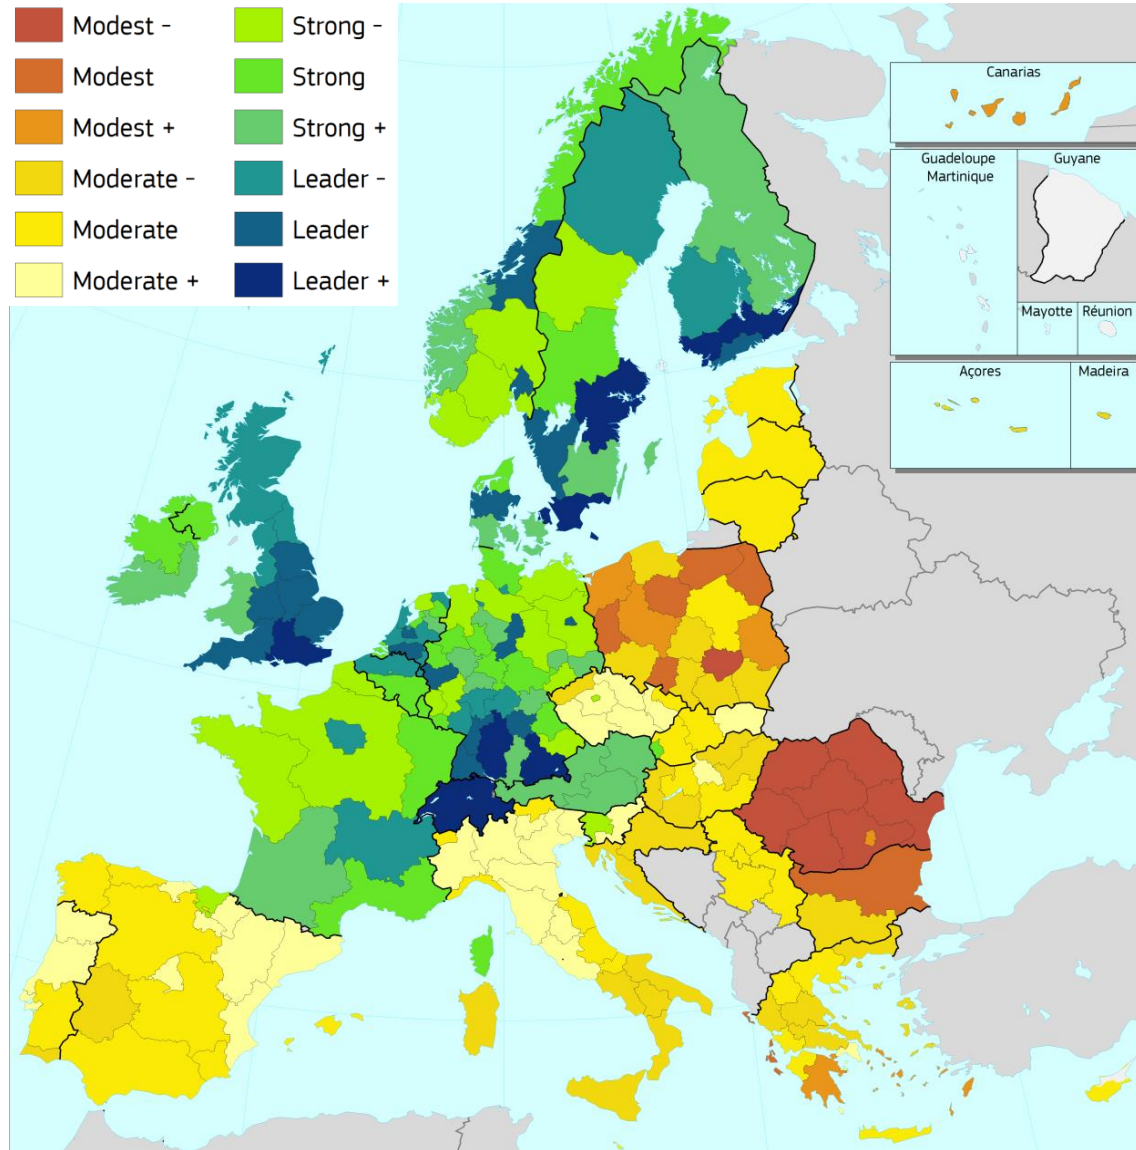 Modest -
Modest
Modest +
Moderate -
Moderate
Moderate +
Strong -
Strong
Strong +
Leader -
Leader
Leader +
Canarias
Guadeloupe
Martinique
Guyane
Mayotte
Réunion
Açores
Madeira